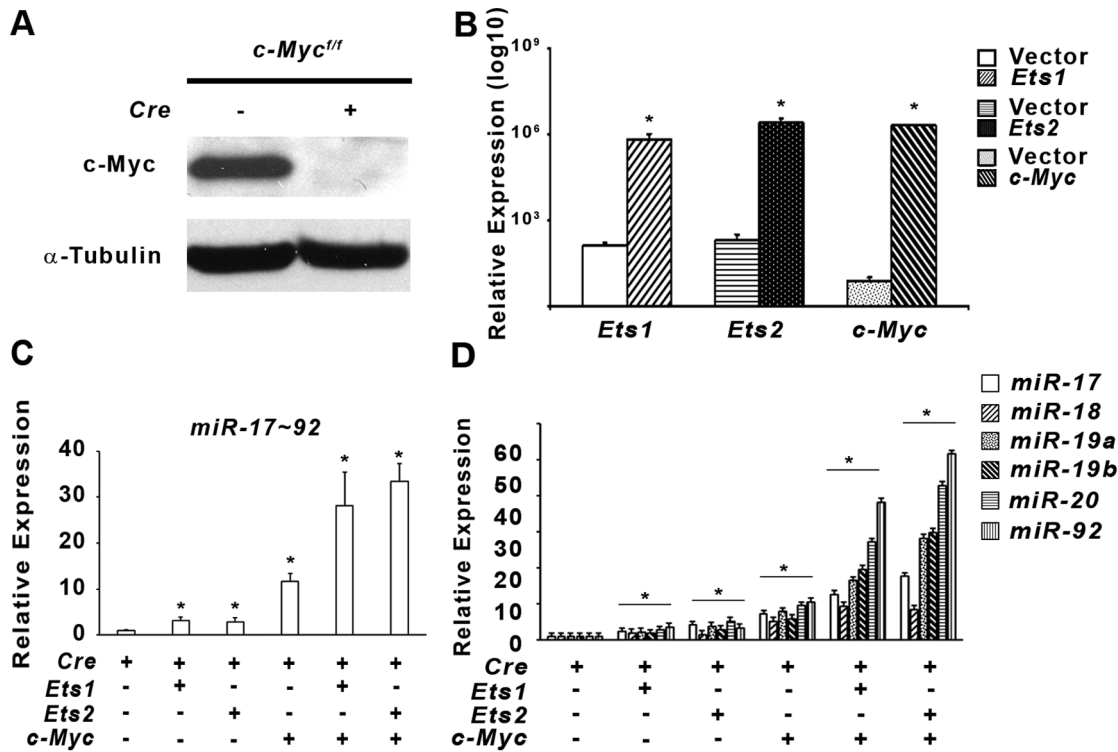 A
c-Myc^f/f
Cre - +
c-Myc
α-Tubulin
B
Relative Expression (log10)
10^9
10^6
10^3
* * *
Ets1 Ets2 c-Myc
Vector
Ets1
Vector
Ets2
Vector
c-Myc
C
miR-17~92
Relative Expression
40
30
20
10
0
* * * * *
Cre + + + + + +
Ets1 - + - - + -
Ets2 - - + - - +
c-Myc - - - + + +
D
Relative Expression
60
50
40
30
20
10
0
* * * * *
Cre + + + + + +
Ets1 - + - - + -
Ets2 - - + - - +
c-Myc - - - + + +
miR-17
miR-18
miR-19a
miR-19b
miR-20
miR-92